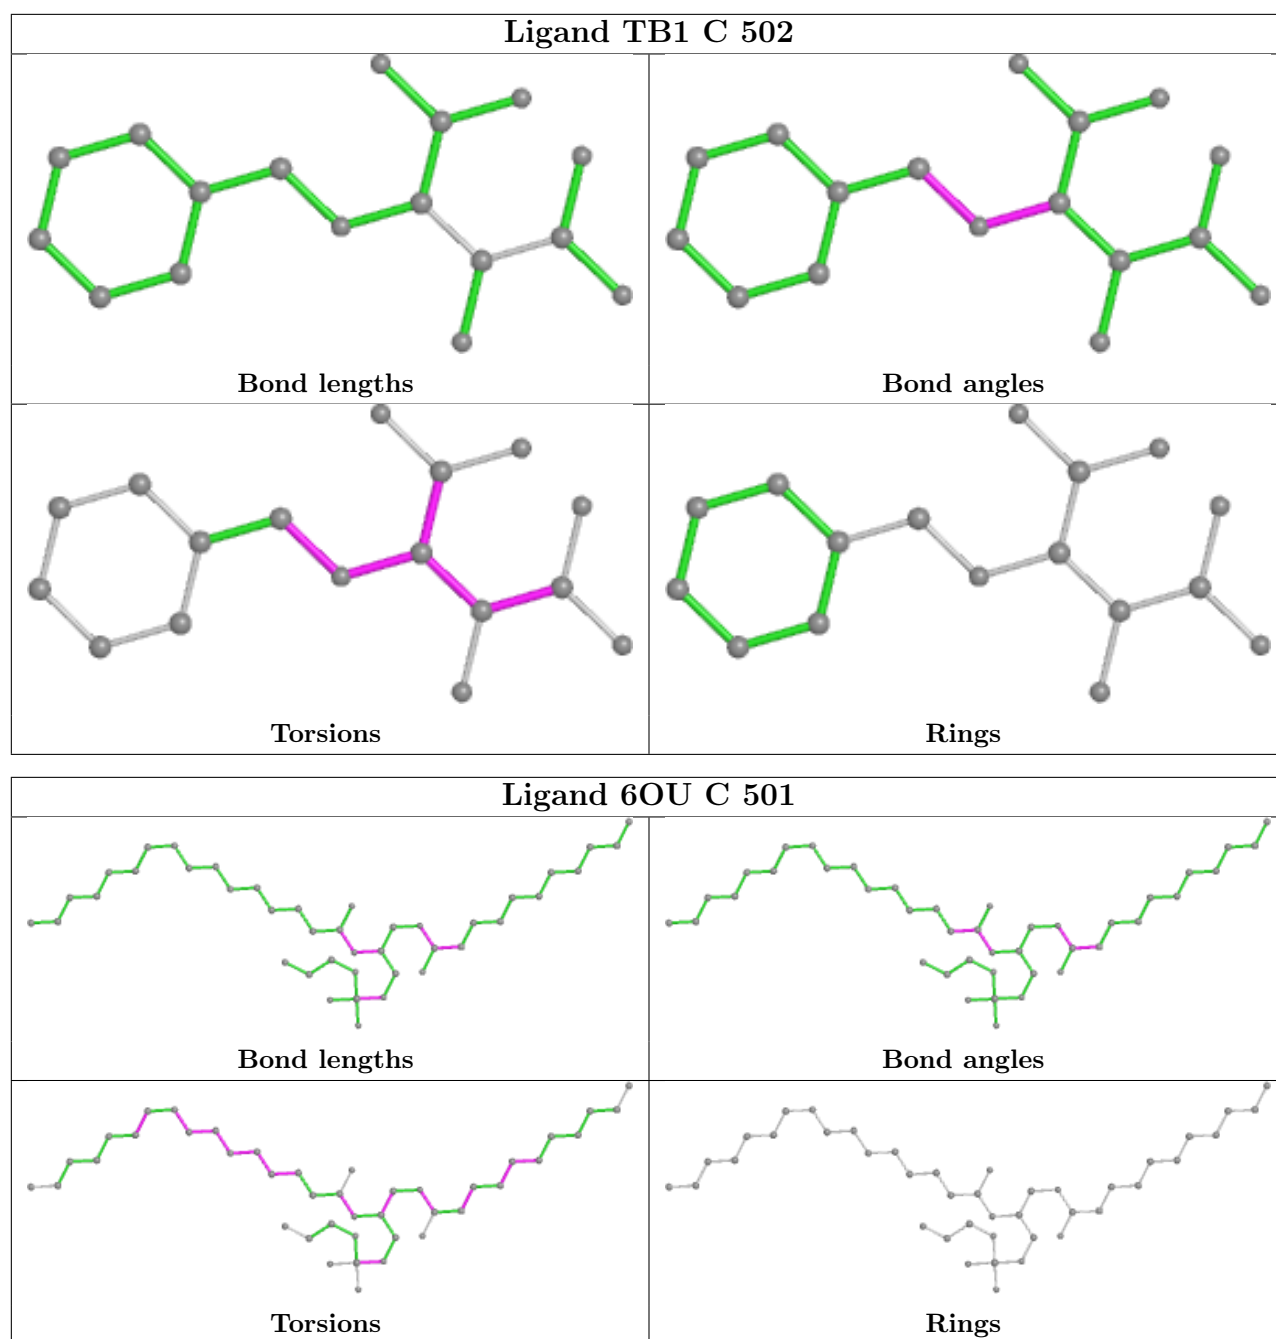 Ligand TB1 C 502
Bond lengths
Bond angles
Torsions
Rings
Ligand 6OU C 501
Bond lengths
Bond angles
Torsions
Rings